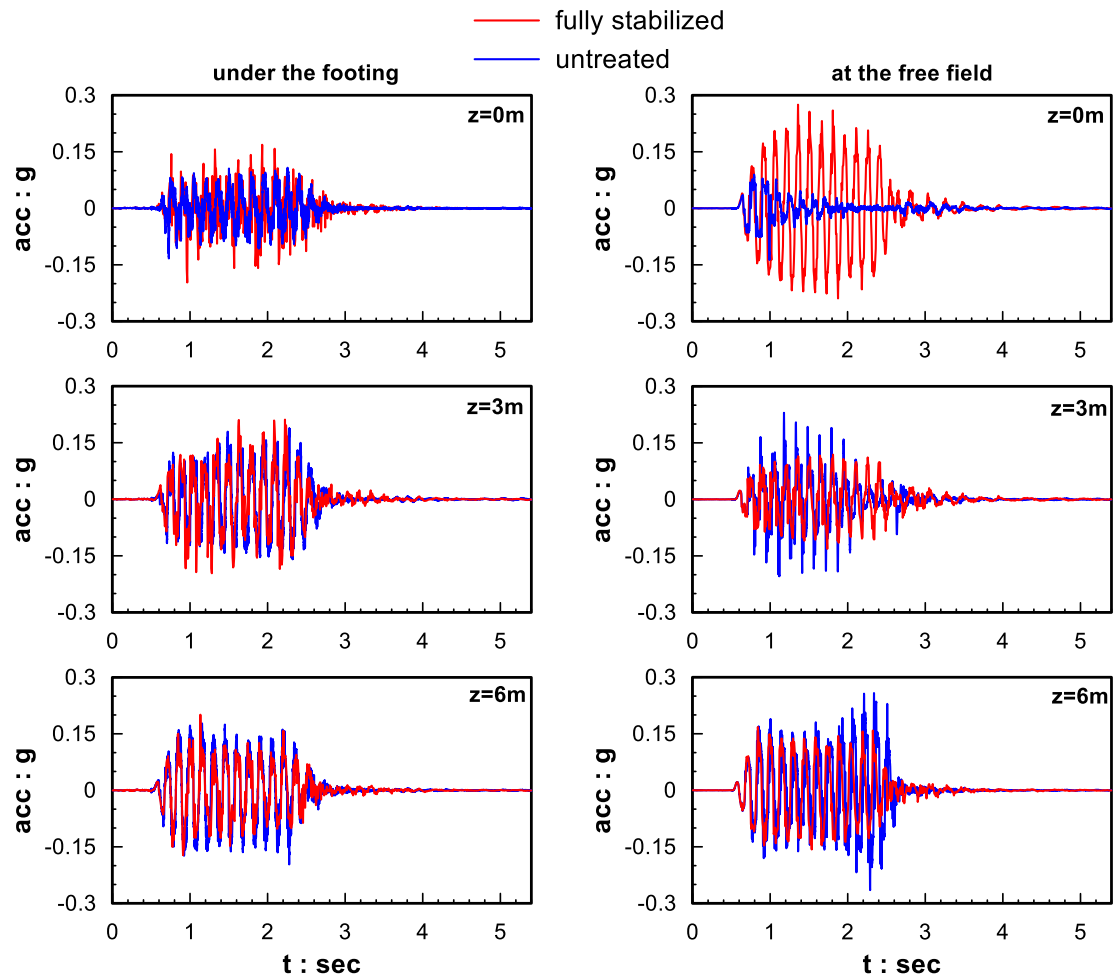 fully stabilized
untreated
under the footing
at the free field
0.3
0.15
0
-0.15
-0.3
acc : g
z=0m
0 1 2 3 4 5
0.3
0.15
0
-0.15
-0.3
acc : g
z=0m
0 1 2 3 4 5
0.3
0.15
0
-0.15
-0.3
acc : g
z=3m
0 1 2 3 4 5
0.3
0.15
0
-0.15
-0.3
acc : g
z=3m
0 1 2 3 4 5
0.3
0.15
0
-0.15
-0.3
acc : g
z=6m
0 1 2 3 4 5
t : sec
0.3
0.15
0
-0.15
-0.3
acc : g
z=6m
0 1 2 3 4 5
t : sec